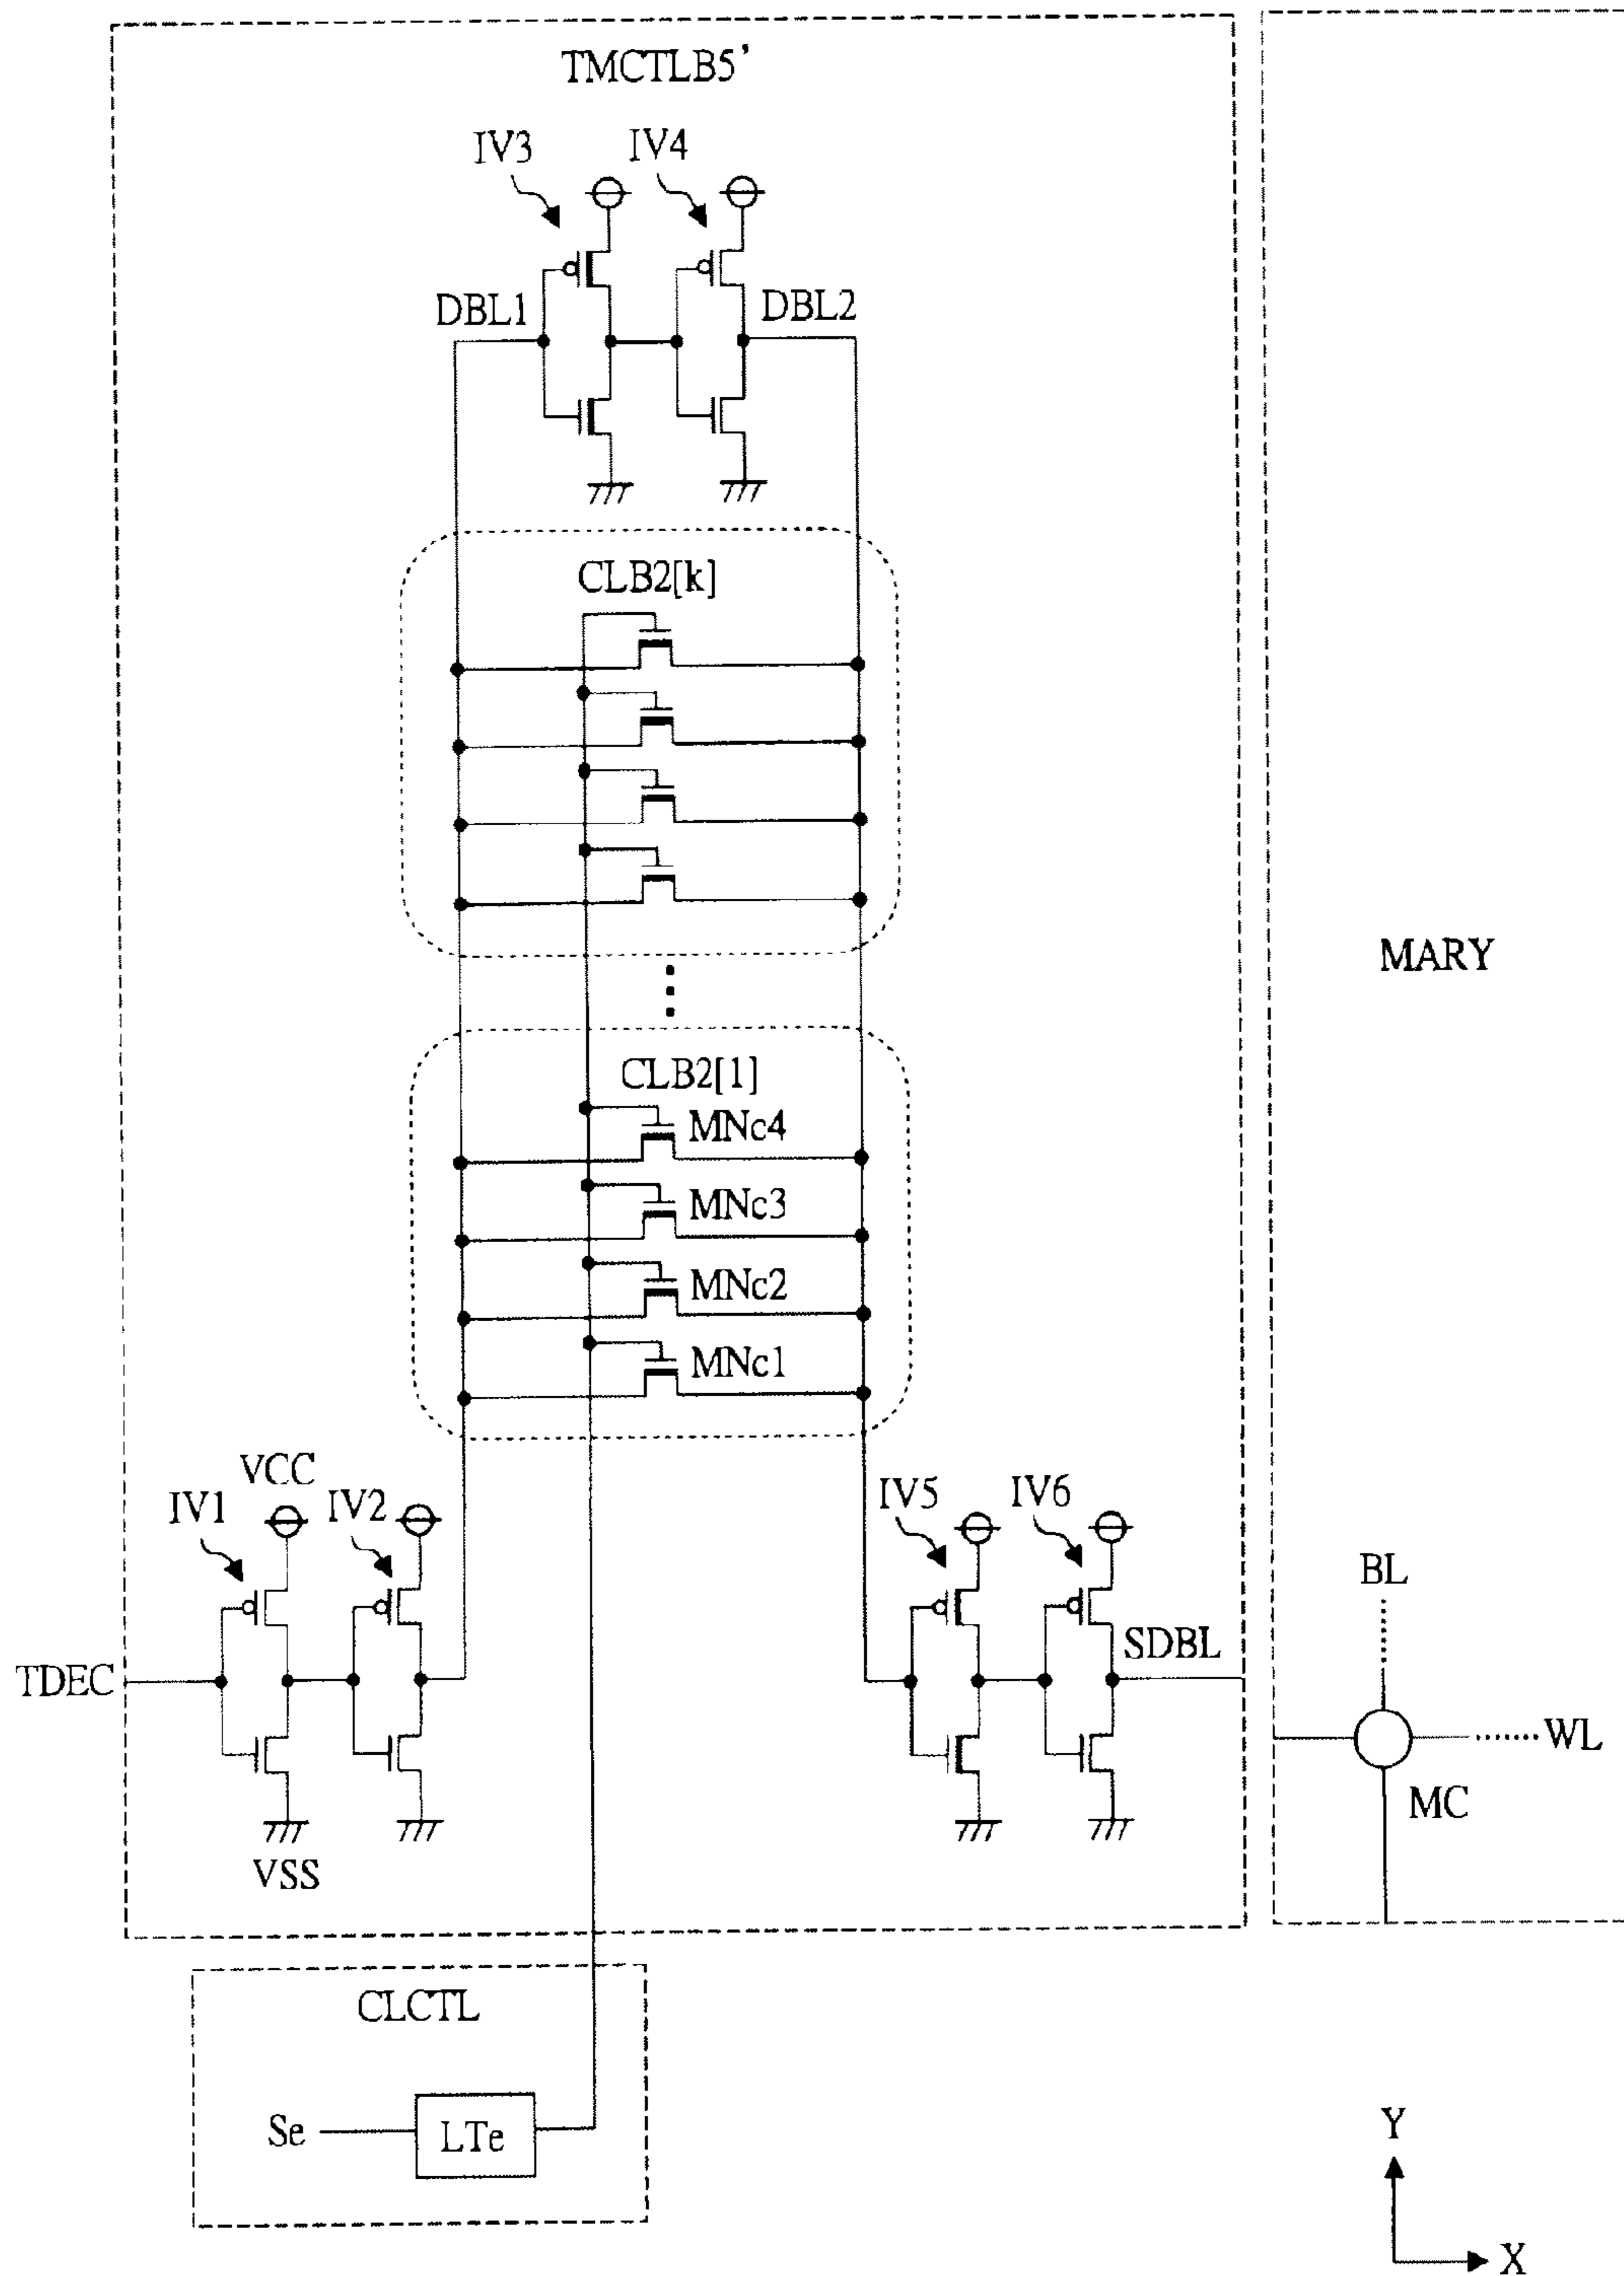 TMCTLB5'
IV3
IV4
DBL1
DBL2
CLB2[k]
MARY
CLB2[1]
MNc4
MNc3
MNc2
MNc1
VCC
IV1
IV2
IV5
IV6
BL
TDEC
SDBL
WL
MC
VSS
CLCTL
Se
LTe
Y
X